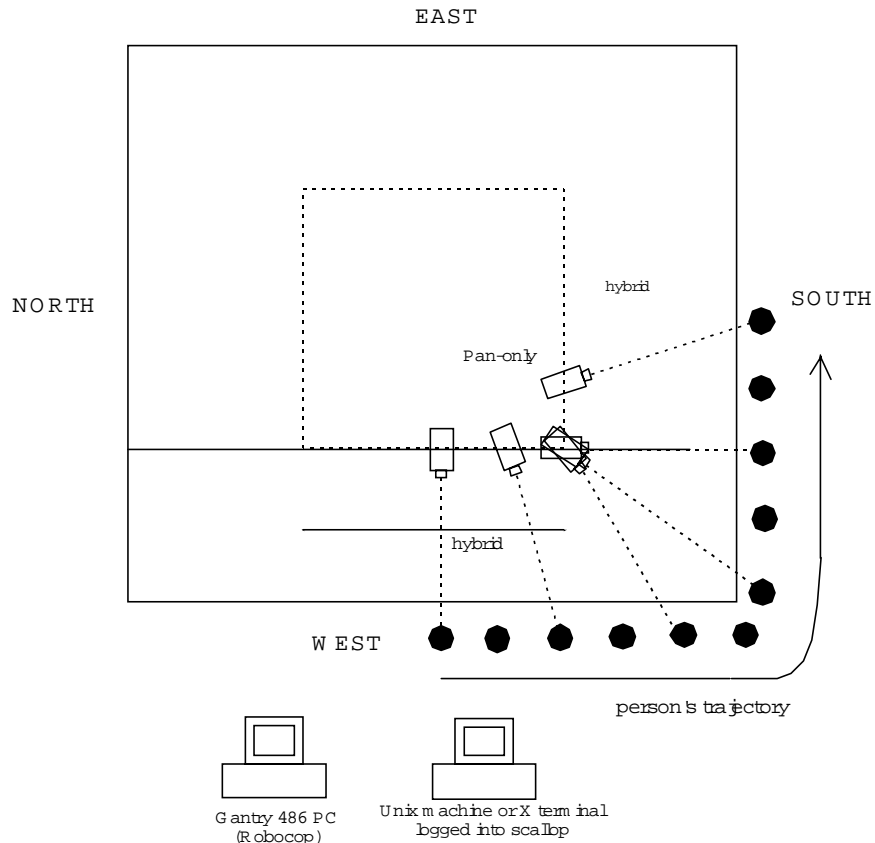 EAST
hybrid
NORTH
SOUTH
Pan-only
hybrid
WEST
person's trajectory
Gantry 486 PC
(Robocop)
Unix machine or X terminal
logged into scallop